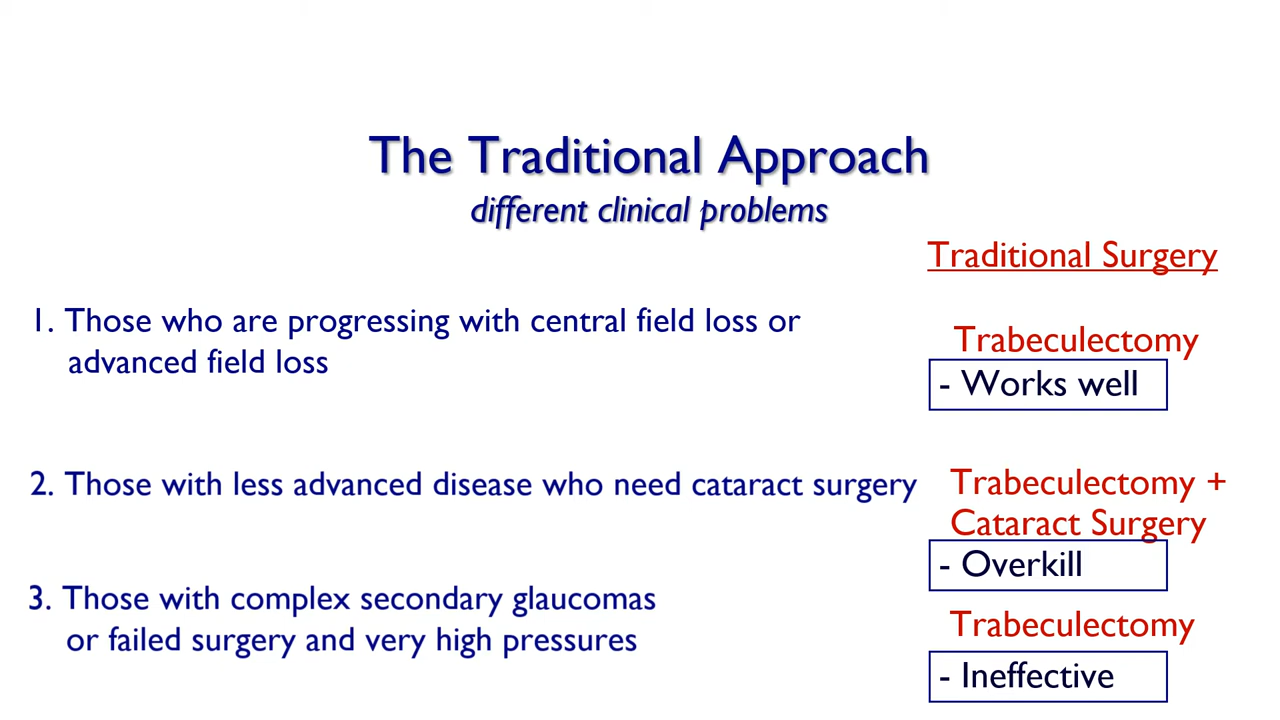 The Traditional Approach
different clinical problems
Traditional Surgery
1. Those who are progressing with central field loss or
advanced field loss
Trabeculectomy
- Works well
2. Those with less advanced disease who need cataract surgery
Trabeculectomy +
Cataract Surgery
- Overkill
3. Those with complex secondary glaucomas
or failed surgery and very high pressures
Trabeculectomy
- Ineffective